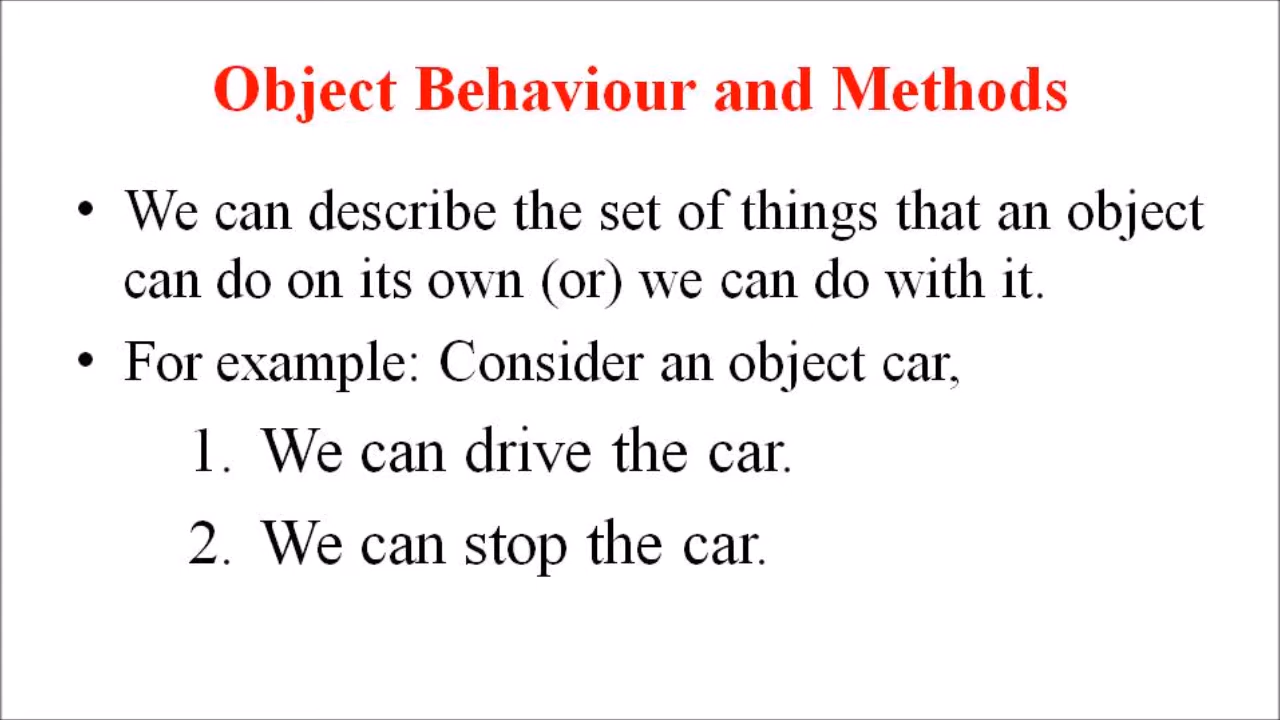 Object Behaviour and Methods
• We can describe the set of things that an object
can do on its own (or) we can do with it.
• For example: Consider an object car,
1. We can drive the car.
2. We can stop the car.